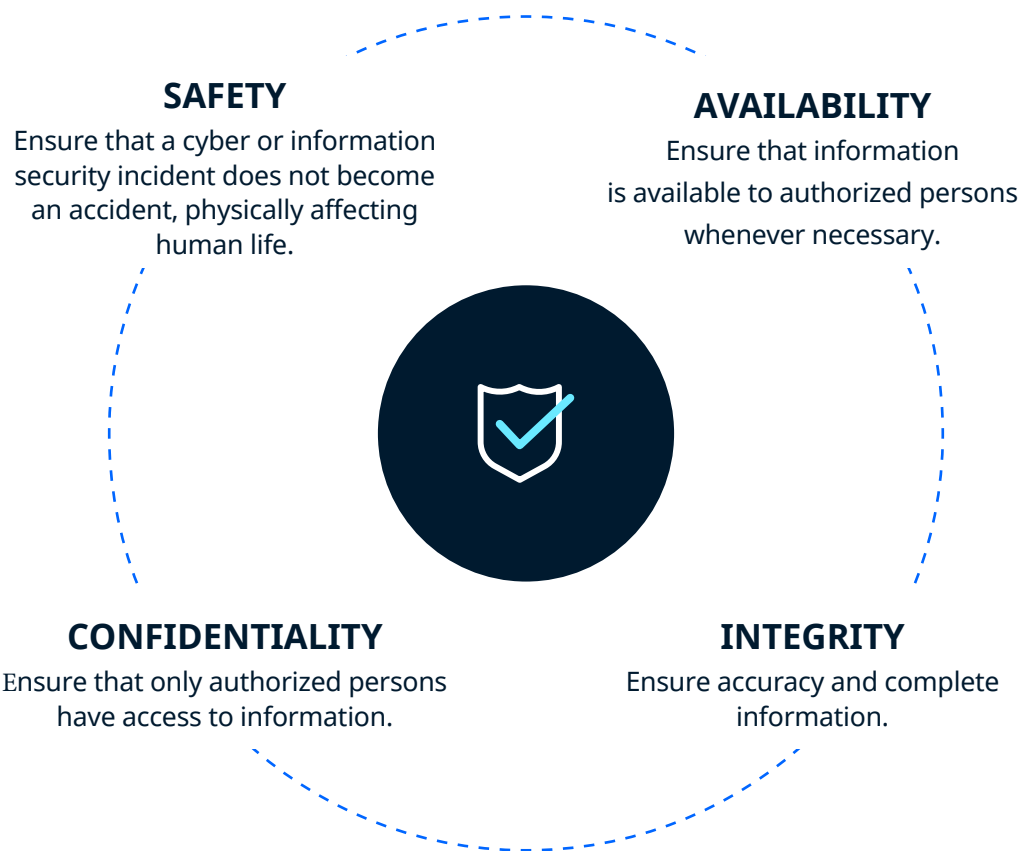 SAFETY
Ensure that a cyber or information
security incident does not become
an accident, physically affecting
human life.
AVAILABILITY
Ensure that information
is available to authorized persons
whenever necessary.
CONFIDENTIALITY
Ensure that only authorized persons
have access to information.
INTEGRITY
Ensure accuracy and complete
information.